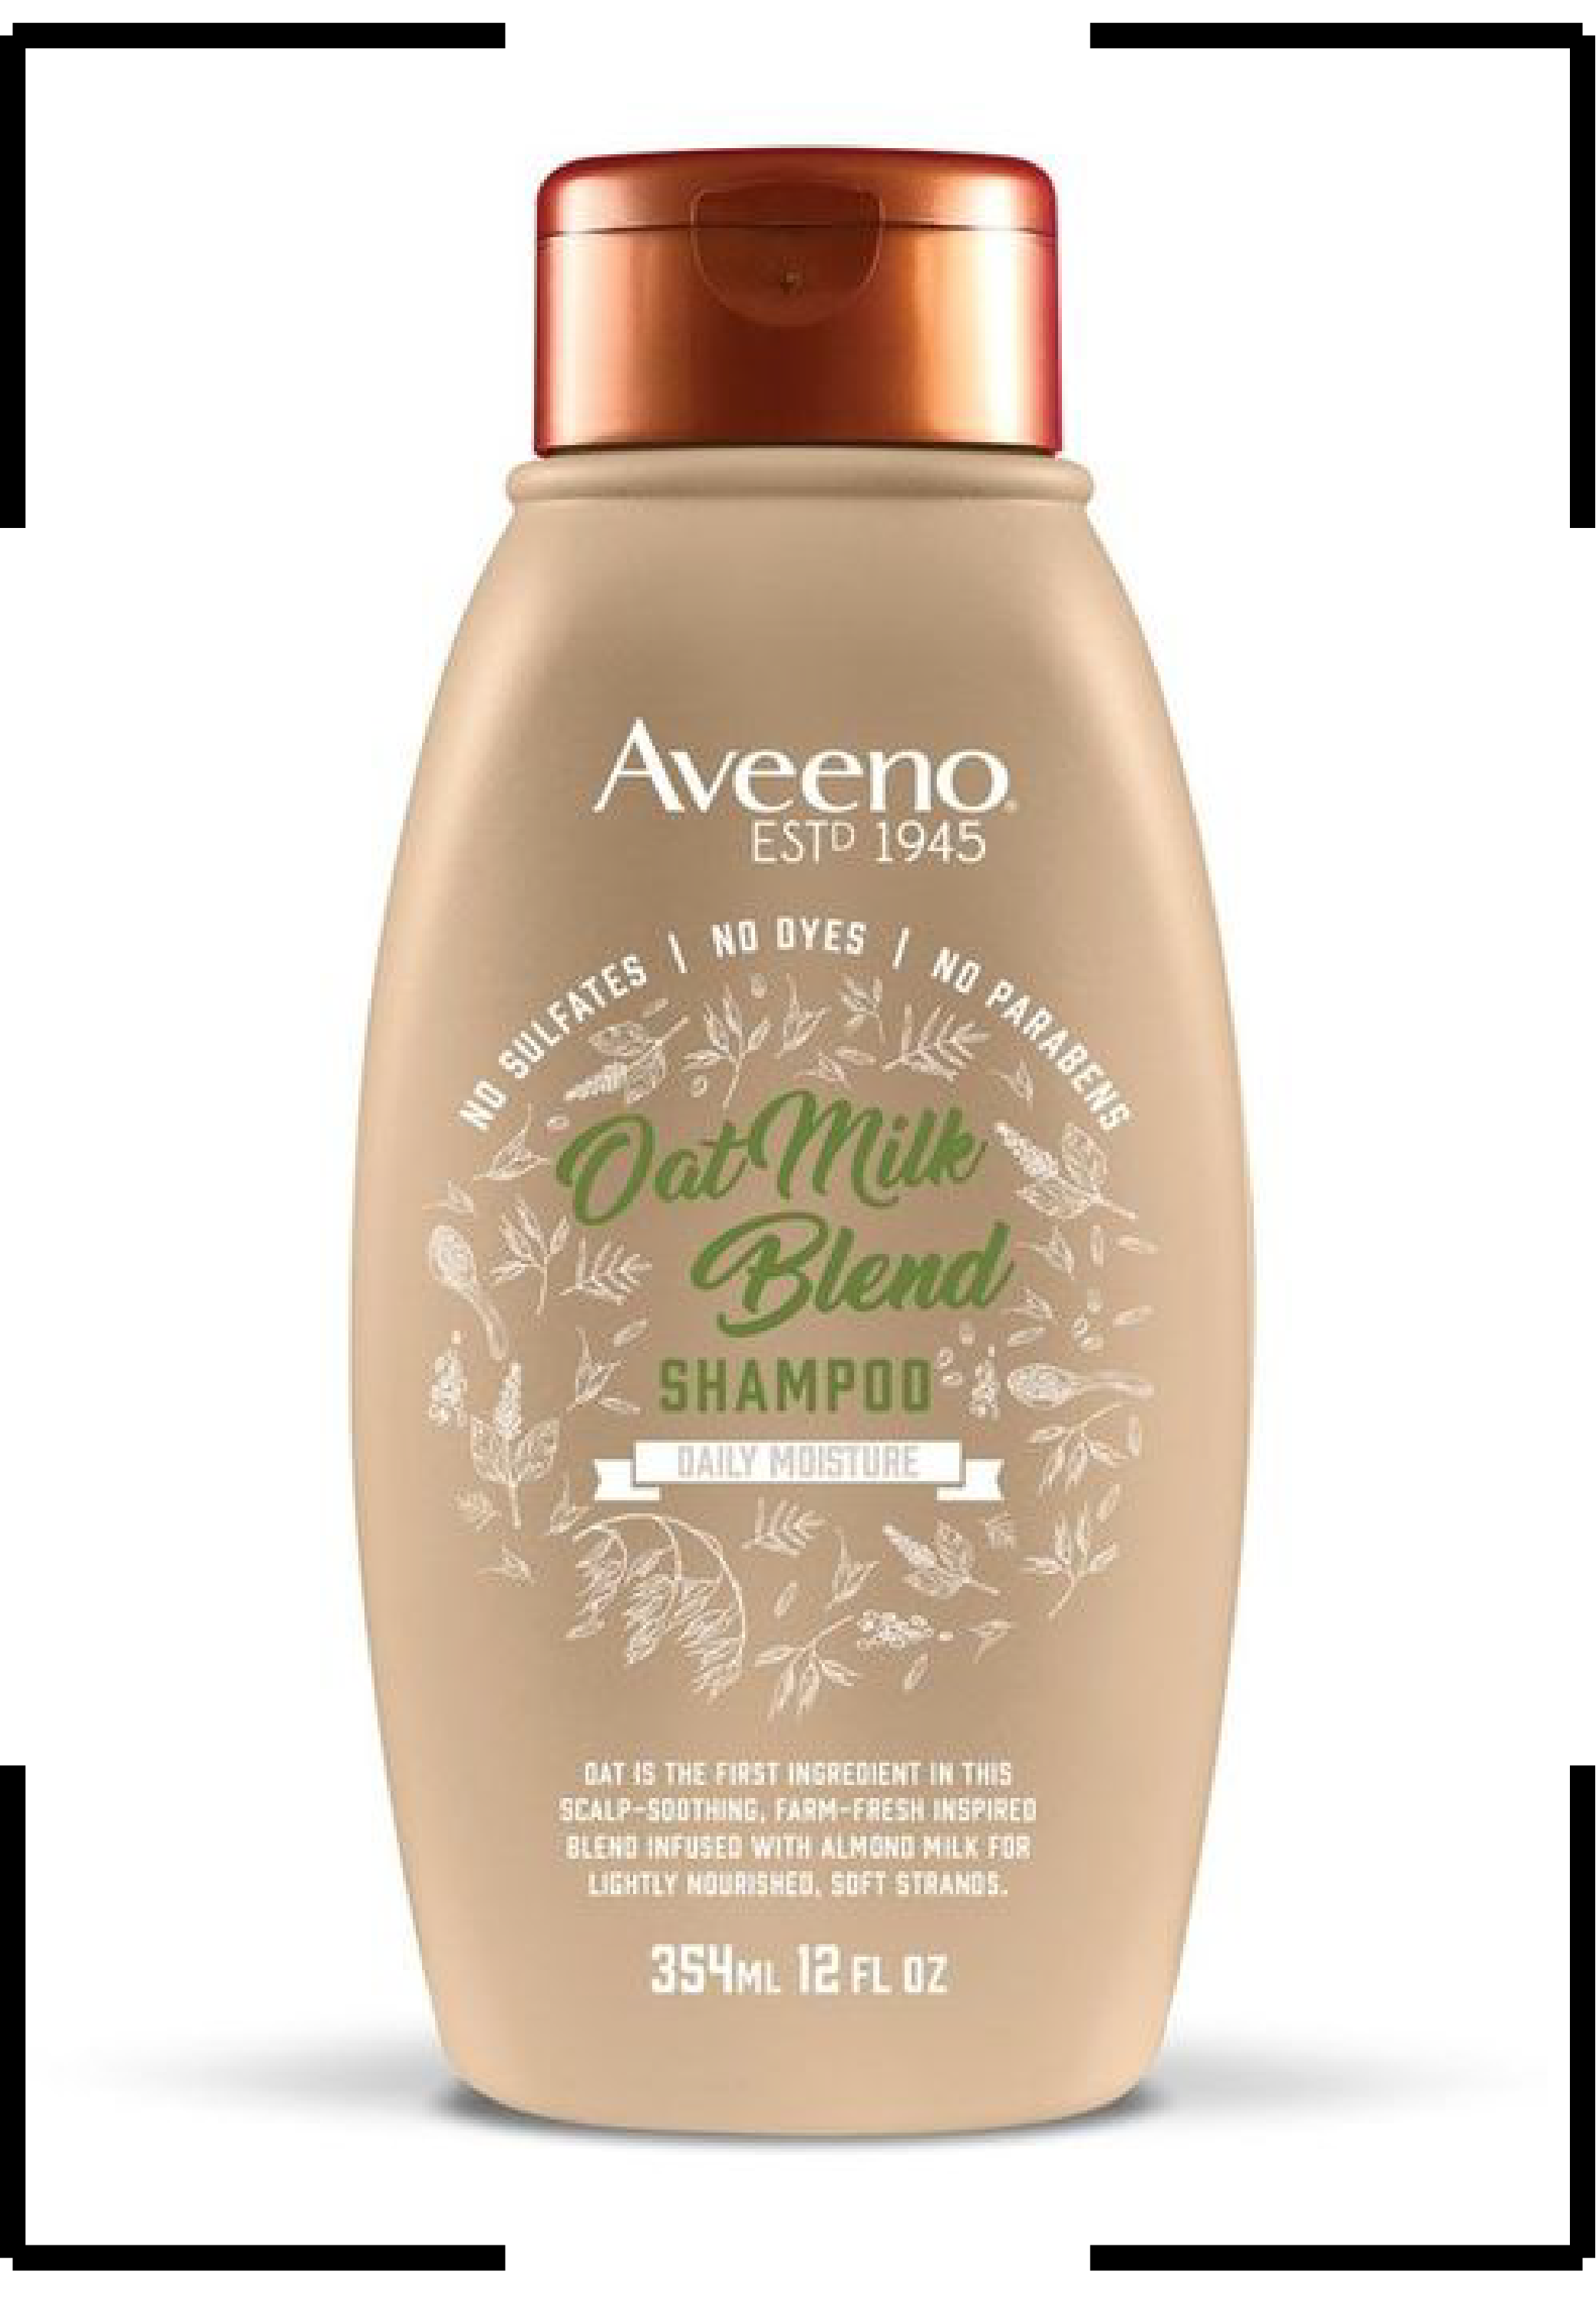 Aveeno®
ESTD 1945
NO SULFATES | NO DYES | NO PARABENS
Oat Milk
Blend
SHAMPOO
DAILY MOISTURE
OAT IS THE FIRST INGREDIENT IN THIS
SCALP-SOOTHING, FARM-FRESH INSPIRED
BLEND INFUSED WITH ALMOND MILK FOR
LIGHTLY NOURISHED, SOFT STRANDS.
354ML 12 FL OZ